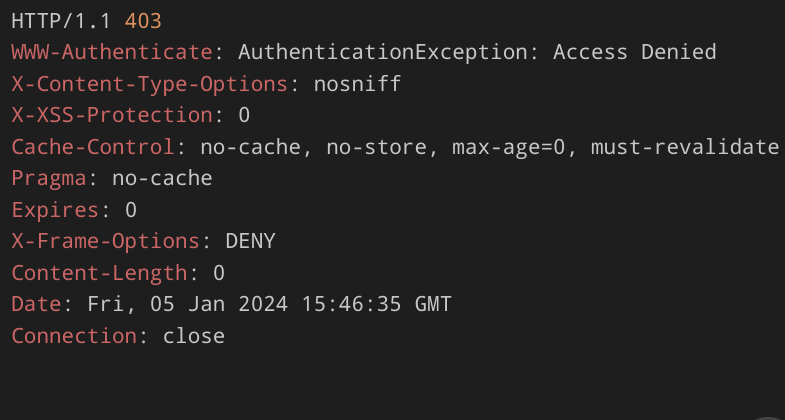 HTTP/1.1 403
WWW-Authenticate: AuthenticationException: Access Denied
X-Content-Type-Options: nosniff
X-XSS-Protection: 0
Cache-Control: no-cache, no-store, max-age=0, must-revalidate
Pragma: no-cache
Expires: 0
X-Frame-Options: DENY
Content-Length: 0
Date: Fri, 05 Jan 2024 15:46:35 GMT
Connection: close